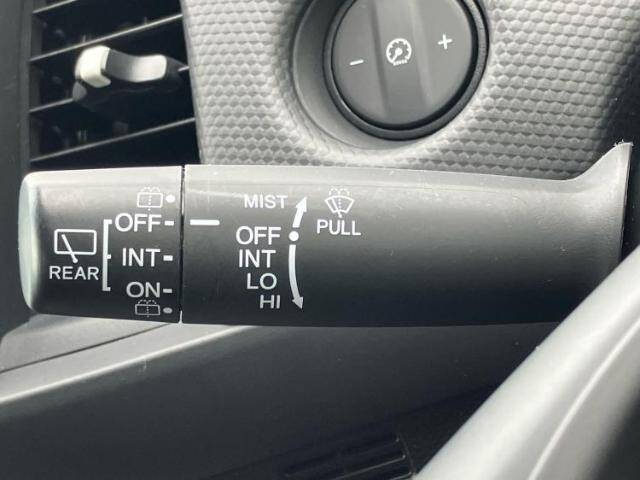 − +
MIST
PULL
OFF
INT
LO
HI
REAR
OFF
INT
ON